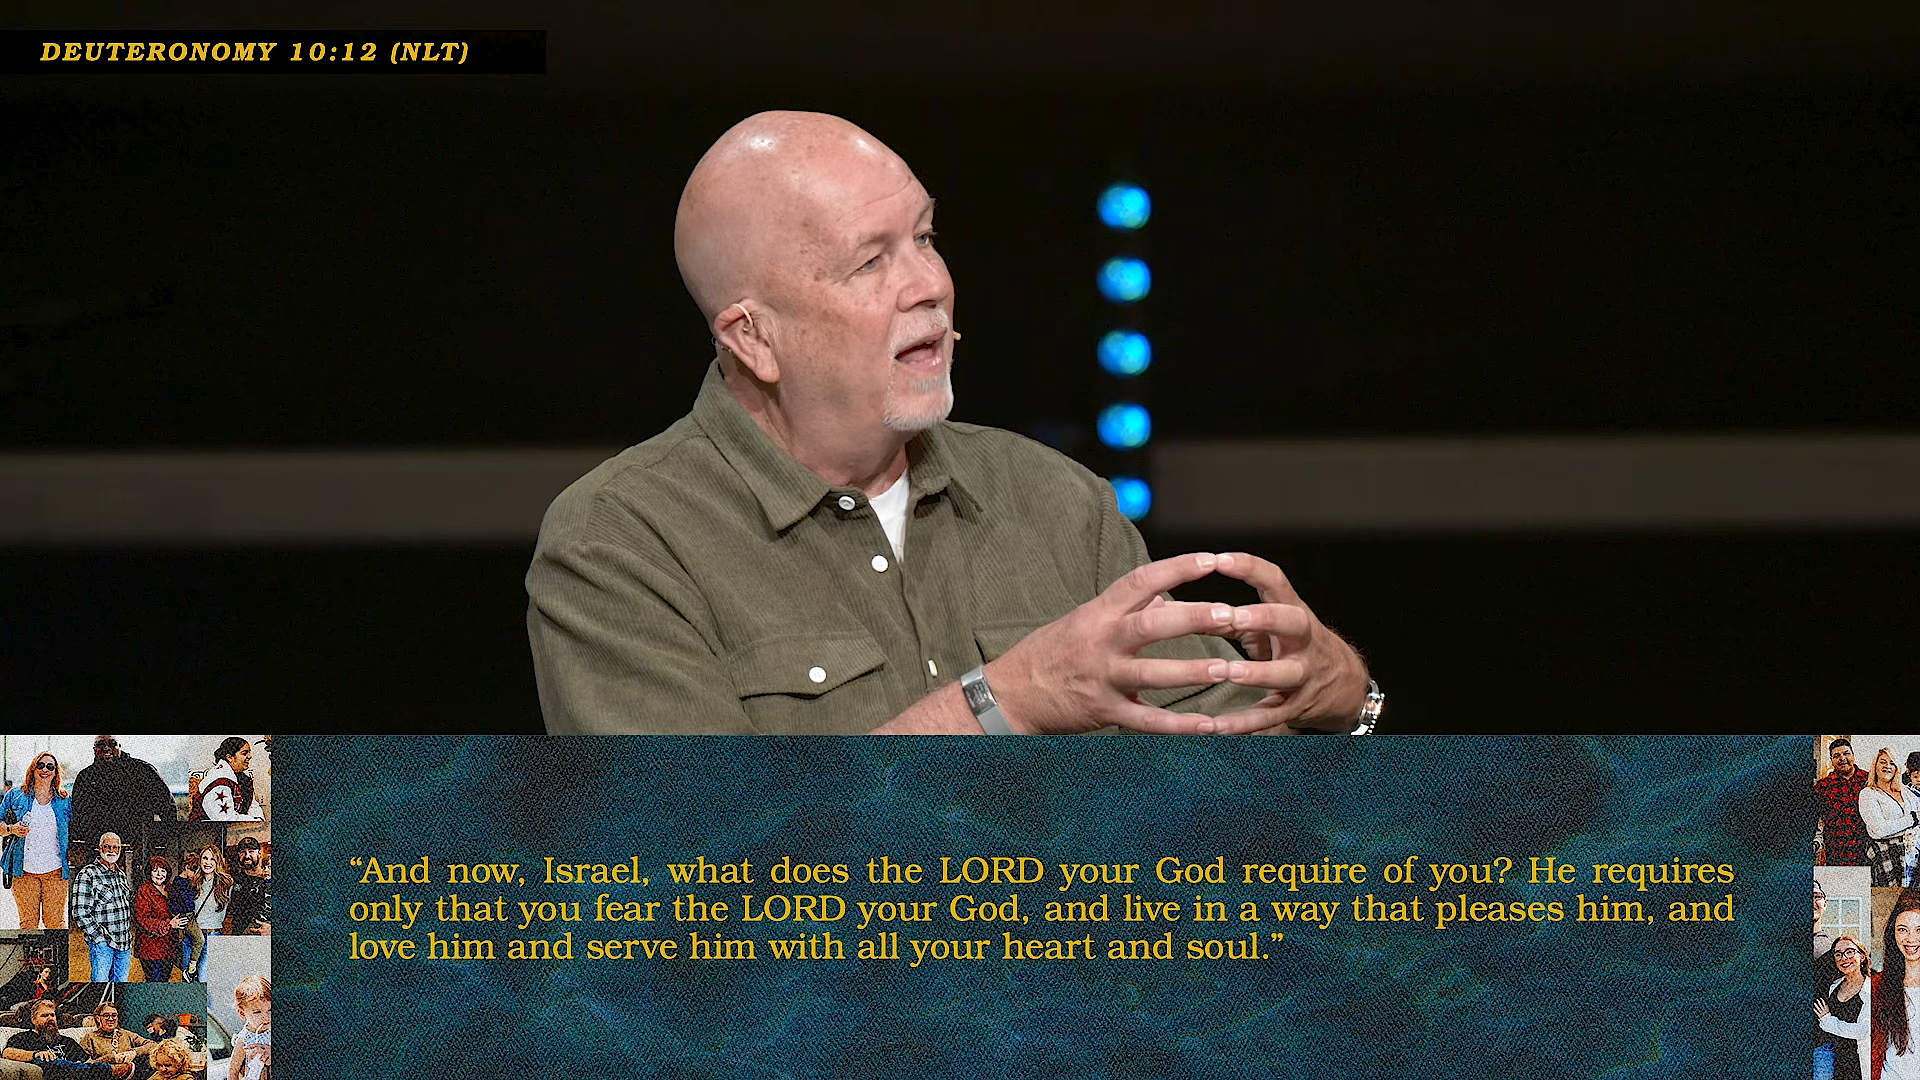 DEUTERONOMY 10:12 (NLT)
“And now, Israel, what does the LORD your God require of you? He requires
only that you fear the LORD your God, and live in a way that pleases him, and
love him and serve him with all your heart and soul.”